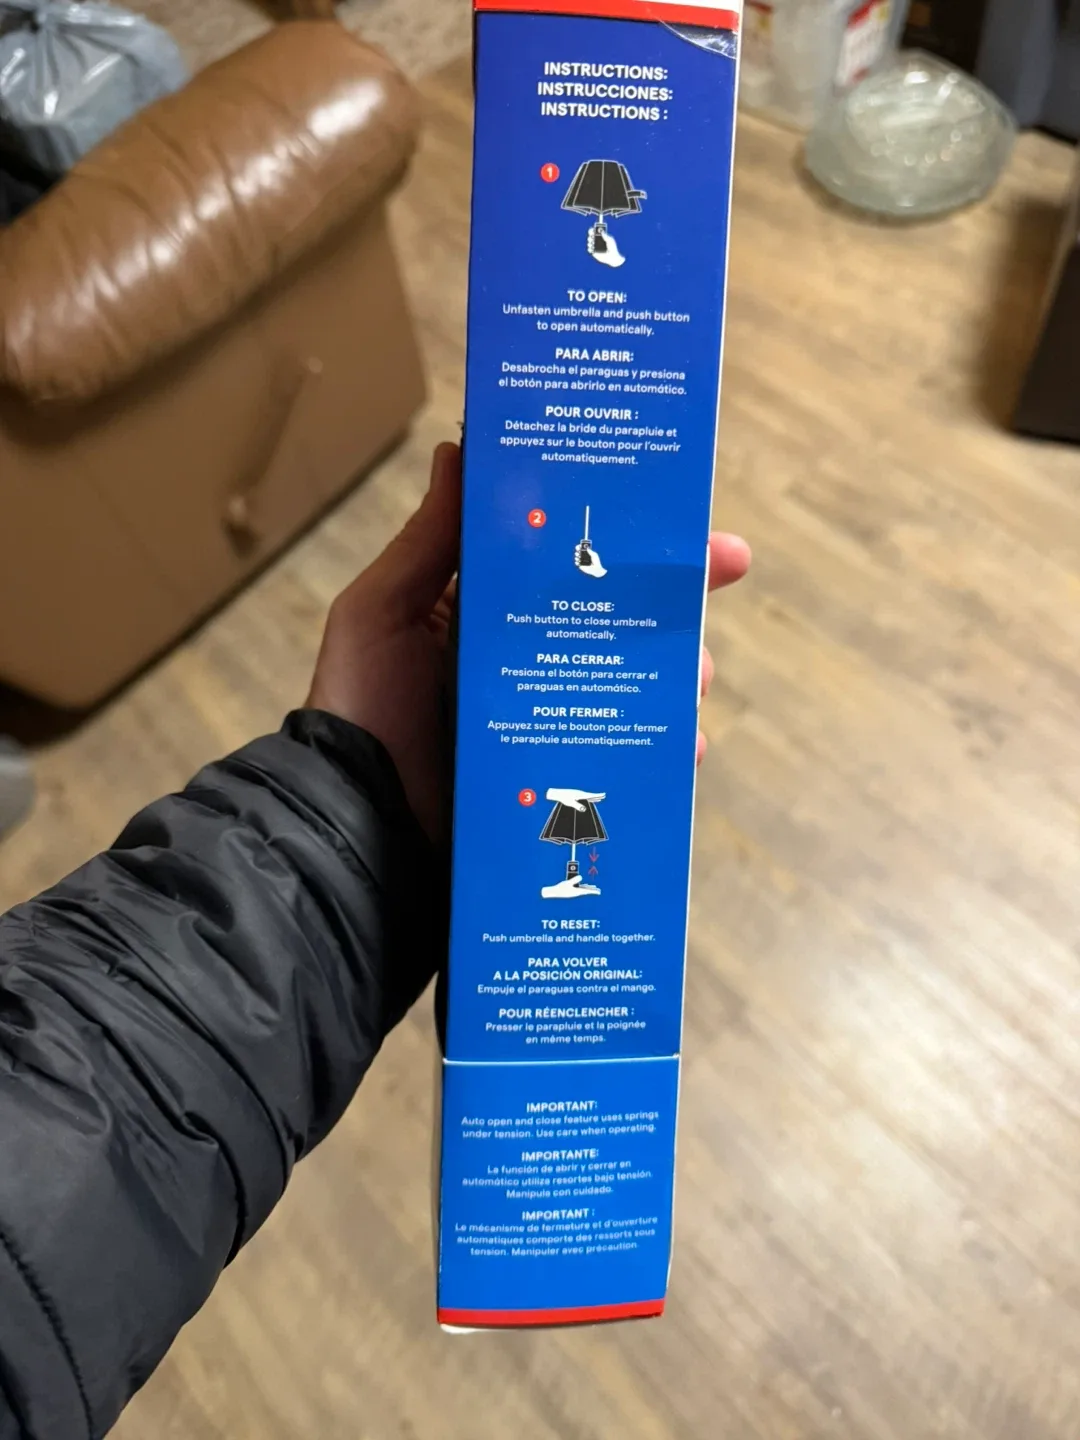 INSTRUCTIONS:
INSTRUCCIONES:
INSTRUCTIONS :
1
TO OPEN:
Unfasten umbrella and push button
to open automatically.
PARA ABRIR:
Desabrocha el paraguas y presiona
el botón para abrirlo en automático.
POUR OUVRIR :
Détachez la bride du parapluie et
appuyez sur le bouton pour l'ouvrir
automatiquement.
2
TO CLOSE:
Push button to close umbrella
automatically.
PARA CERRAR:
Presiona el botón para cerrar el
paraguas en automático.
POUR FERMER :
Appuyez sure le bouton pour fermer
le parapluie automatiquement.
3
TO RESET:
Push umbrella and handle together.
PARA VOLVER
A LA POSICIÓN ORIGINAL:
Empuje el paraguas contra el mango.
POUR RÉENCLENCHER :
Presser le parapluie et la poignée
en même temps.
IMPORTANT:
Auto open and close feature uses springs
under tension. Use care when operating.
IMPORTANTE:
La función de abrir y cerrar en
automático utiliza resortes bajo tensión.
Manipula con cuidado.
IMPORTANT :
Le mécanisme de fermeture et d'ouverture
automatiques comporte des ressorts sous
tension. Manipuler avec précaution.